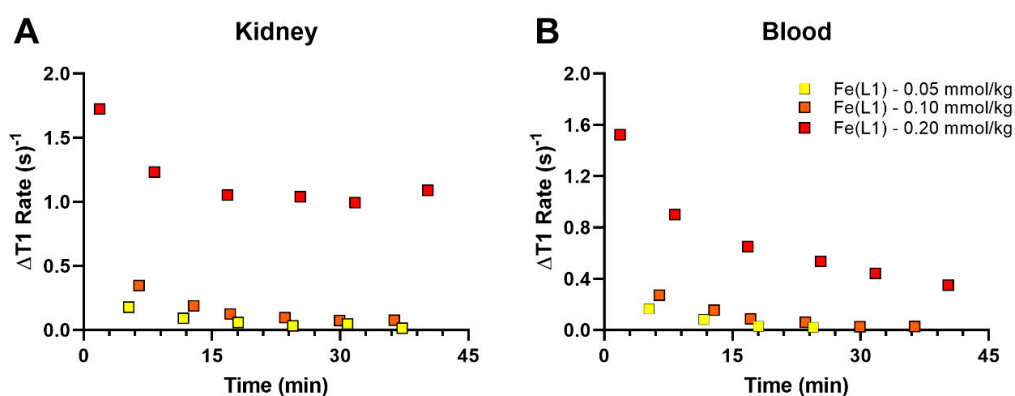 A
Kidney
ΔT1 Rate (s)-1
2.0
1.5
1.0
0.5
0.0
0
15
30
45
Time (min)
B
Blood
ΔT1 Rate (s)-1
2.0
1.6
1.2
0.8
0.4
0.0
0
15
30
45
Time (min)
Fe(L1) - 0.05 mmol/kg
Fe(L1) - 0.10 mmol/kg
Fe(L1) - 0.20 mmol/kg